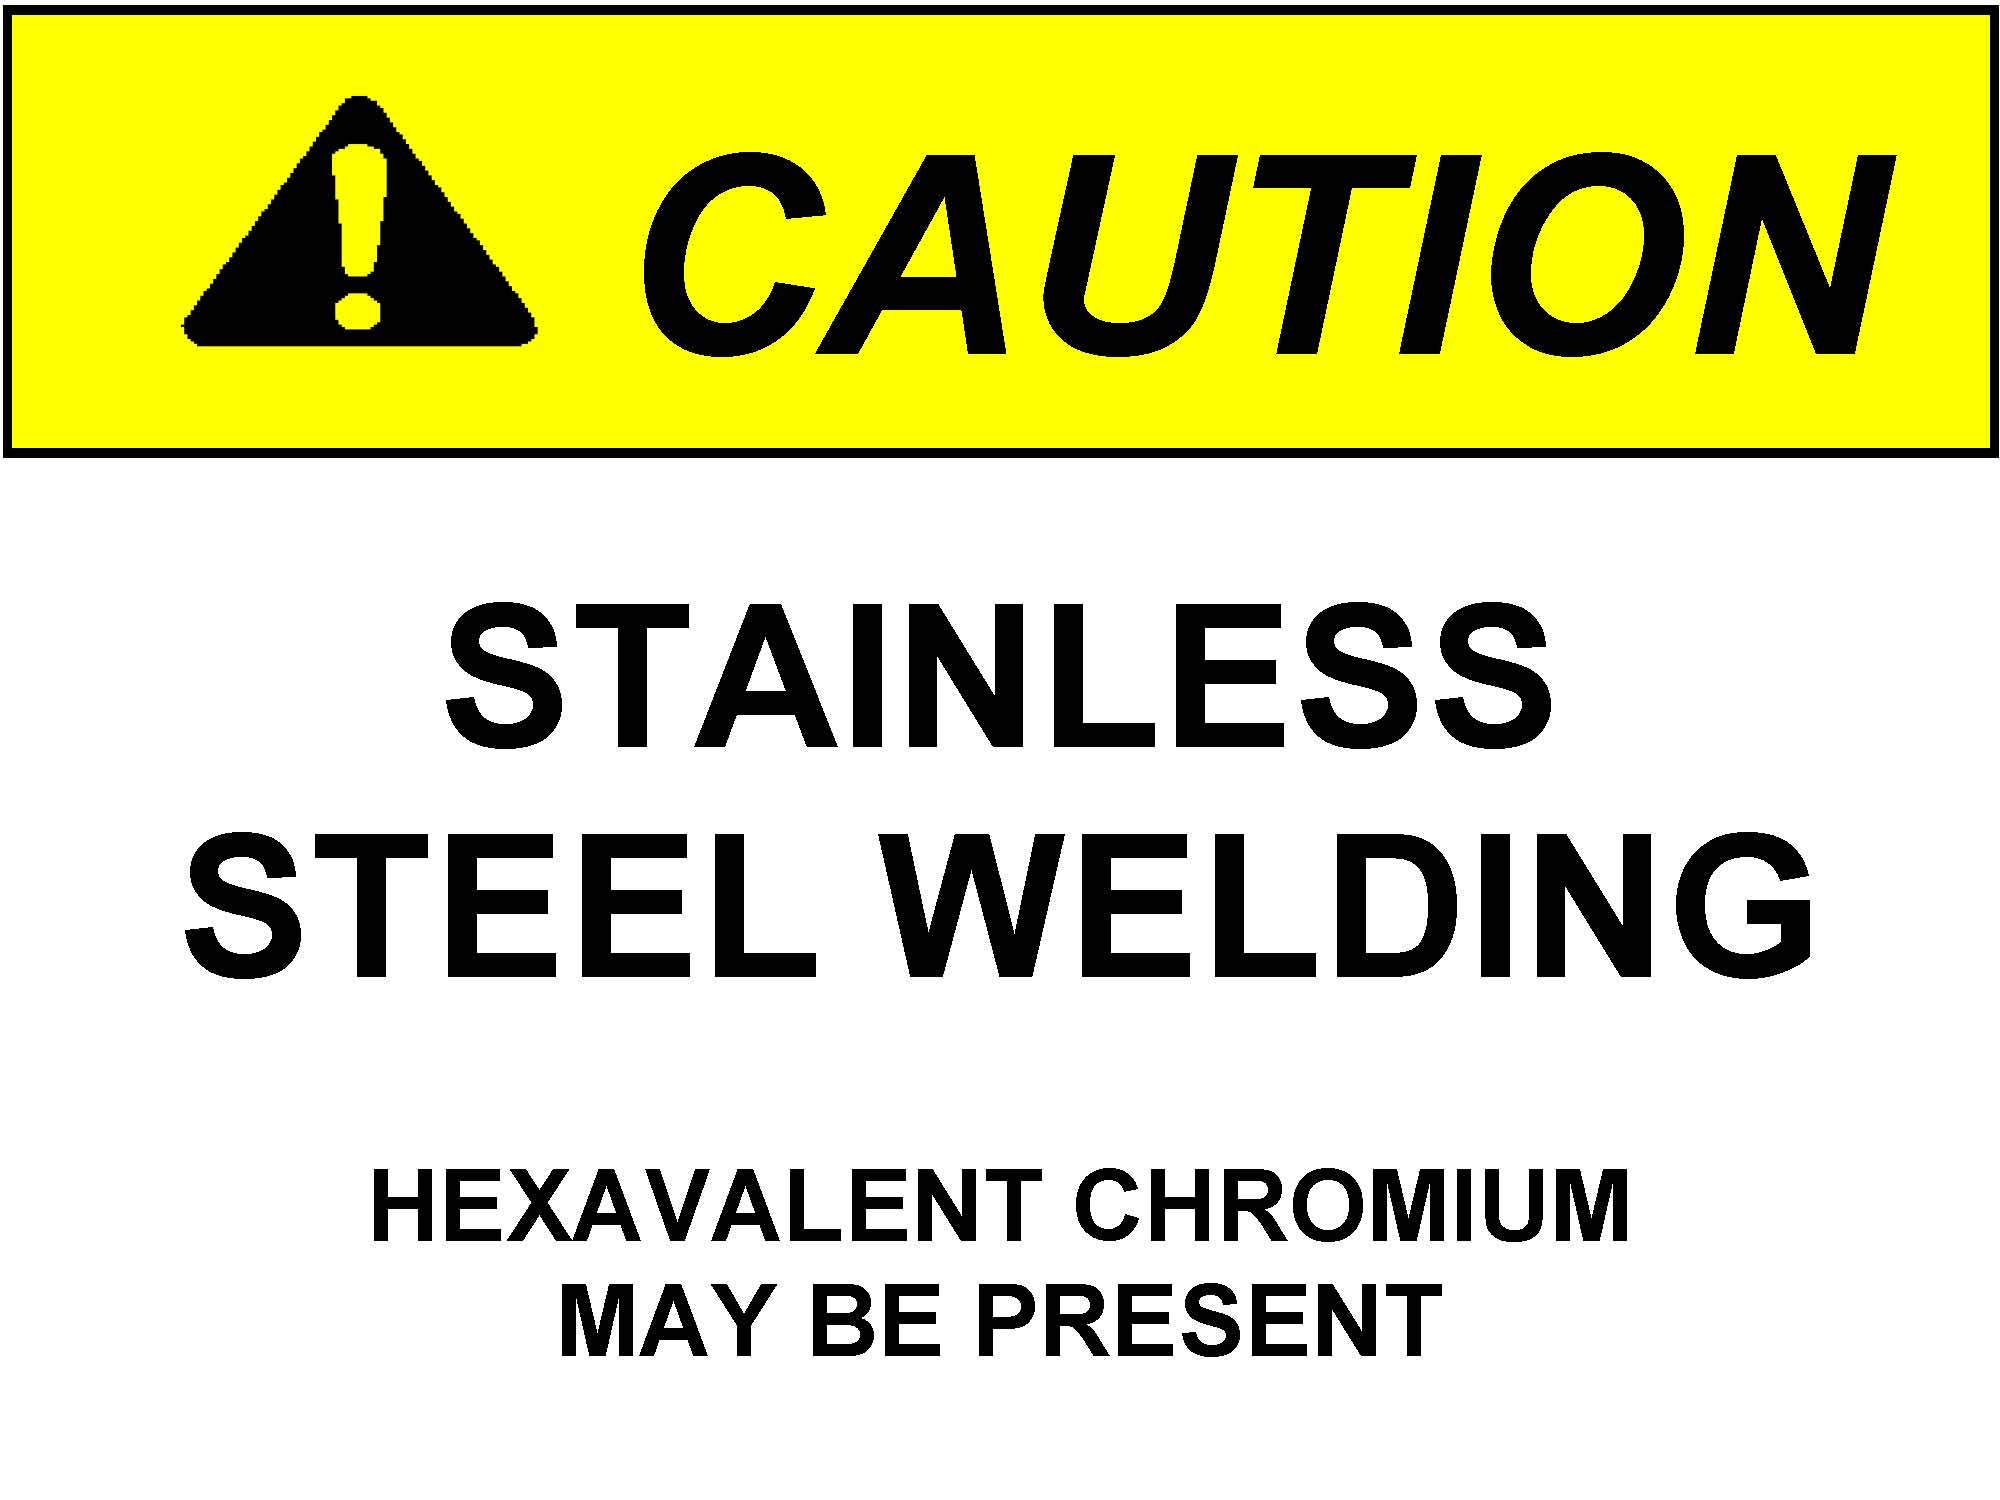 CAUTION
STAINLESS
STEEL WELDING
HEXAVALENT CHROMIUM
MAY BE PRESENT